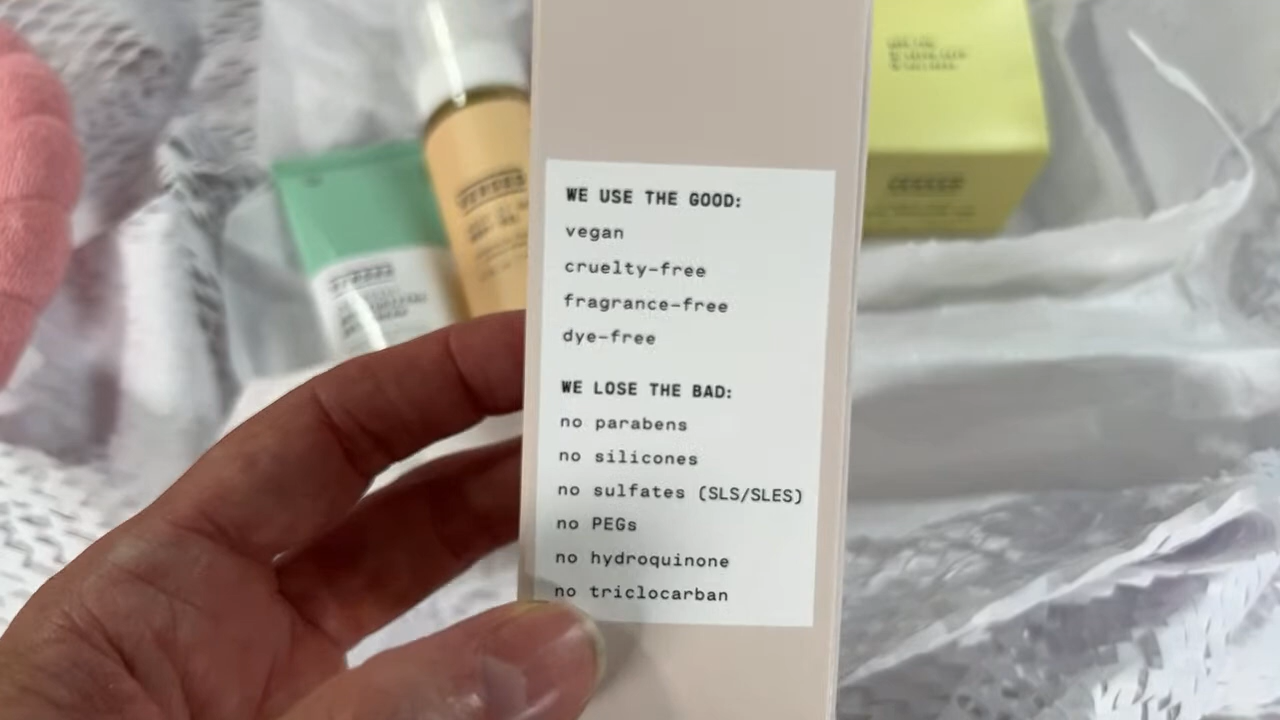 WE USE THE GOOD:
vegan
cruelty-free
fragrance-free
dye-free
WE LOSE THE BAD:
no parabens
no silicones
no sulfates (SLS/SLES)
no PEGs
no hydroquinone
no triclocarban